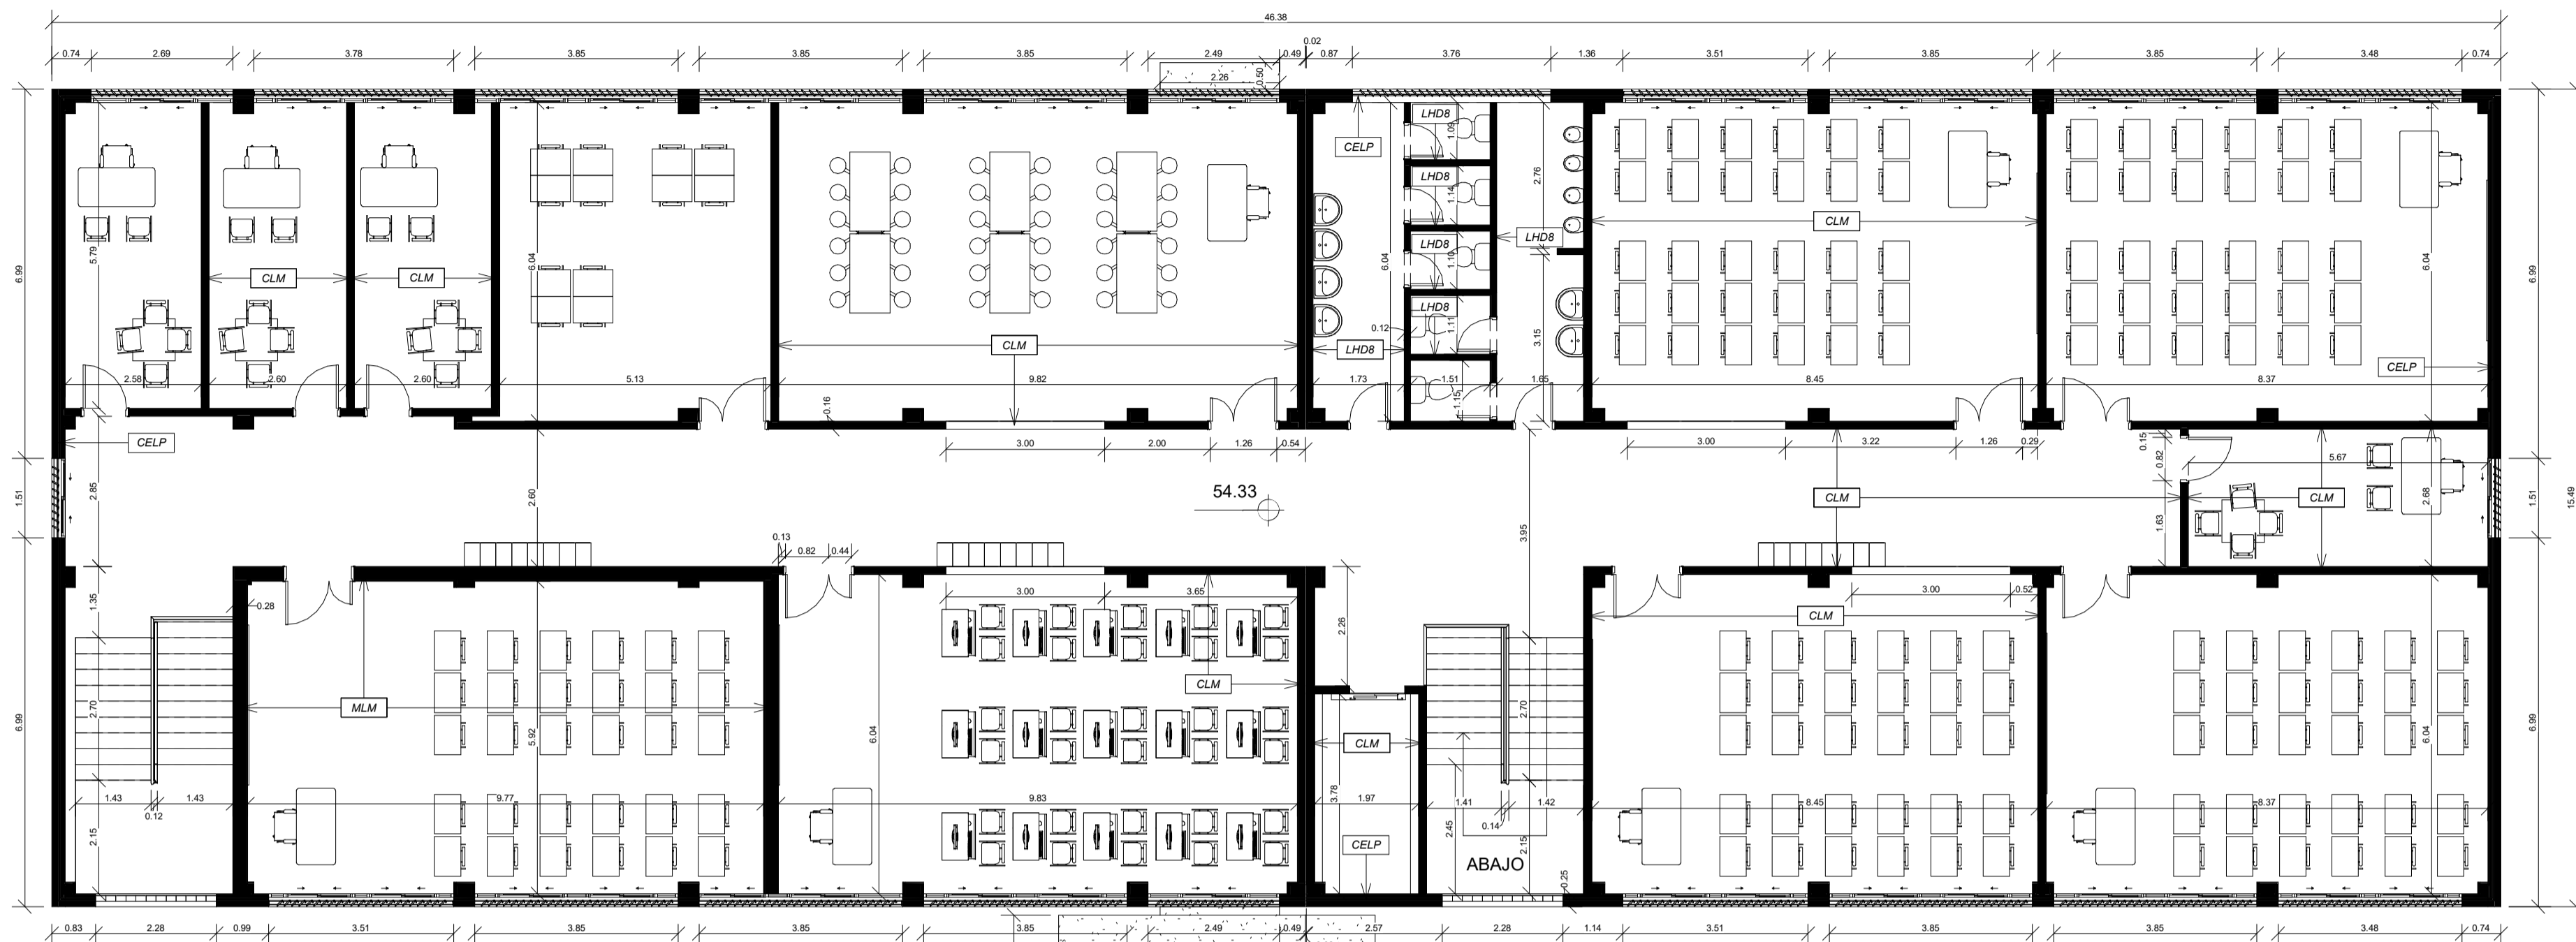 46.38
0.74 2.69 3.78 3.85 3.85 3.85 2.49 0.49 0.02 0.87 3.76 1.36 3.51 3.85 3.85 3.48 0.74
2.26 0.50
LHD8 1.09
CELP
LHD8 1.14
2.76
CLM
LHD8 1.10
LHD8
5.79 6.04 6.04 6.04
6.99 6.99
CLM CLM
LHD8 1.11
0.12
CLM LHD8 3.15
CELP
2.58 2.60 2.60 5.13 9.82 1.73 1.51 1.65 8.45 8.37
1.15
0.16
CELP
3.00 2.00 1.26 0.54 3.00 3.22 1.26 0.29
0.15 0.82 5.67
1.51 2.85 2.60 54.33 CLM CLM 2.68 1.51 15.49
3.95 1.63
0.13 0.82 0.44
1.35 0.28 3.00 3.65 2.26 3.00 0.52
CLM
CLM
2.70 MLM 2.70
6.99 5.92 6.04 CLM 6.04 6.99
1.43 1.43 9.77 9.83 3.78 1.97 1.41 1.42 8.45 8.37
0.12 0.14
2.15 CELP 2.45 2.15
ABAJO
0.25
0.83 2.28 0.99 3.51 3.85 3.85 3.85 2.49 0.49 2.57 2.28 1.14 3.51 3.85 3.85 3.48 0.74